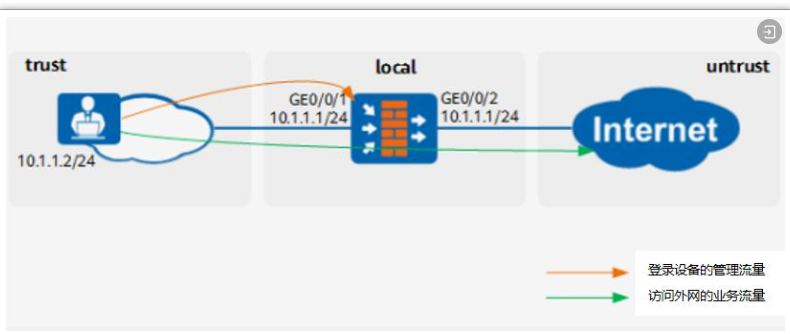 trust
local
untrust
GE0/0/1
10.1.1.1/24
GE0/0/2
10.1.1.1/24
Internet
10.1.1.2/24
登录设备的管理流量
访问外网的业务流量